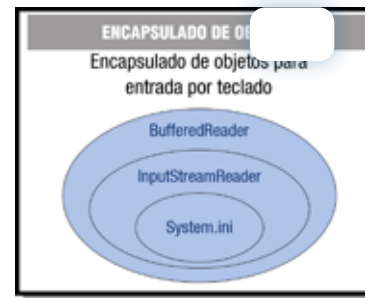 ENCAPSULADO DE
Encapsulado de objetos para
entrada por teclado
BufferedReader
InputStreamReader
System.ini